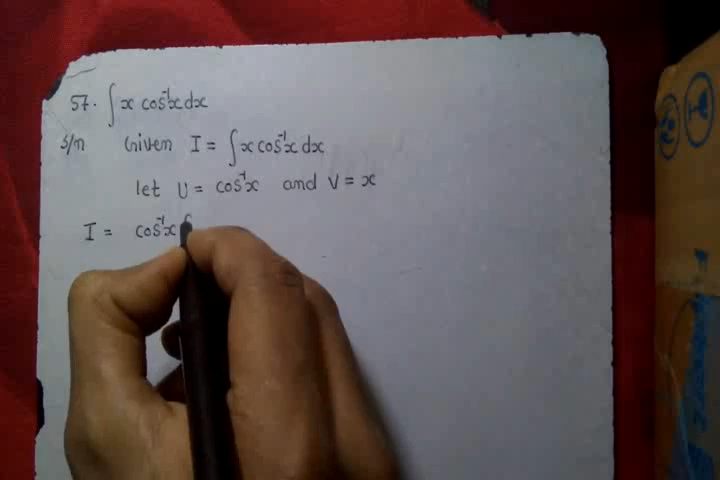 57. ∫ x cos⁻¹x dx
S/n Given I = ∫ x cos⁻¹x dx
let U = cos⁻¹x and V = x
I = cos⁻¹x ∫